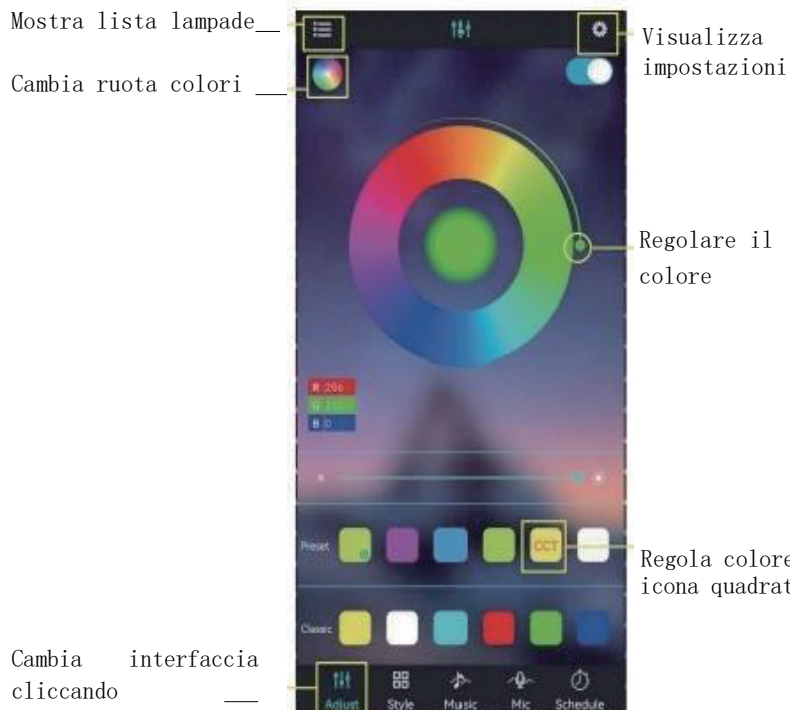 Mostra lista lampade
Visualizza
impostazioni
Cambia ruota colori
Regolare il
colore
R 206
G
B 0
Preset
CCT
Regola colore
icona quadrat
Classic
Cambia interfaccia
cliccando
Adjust Style Music Mic Schedule